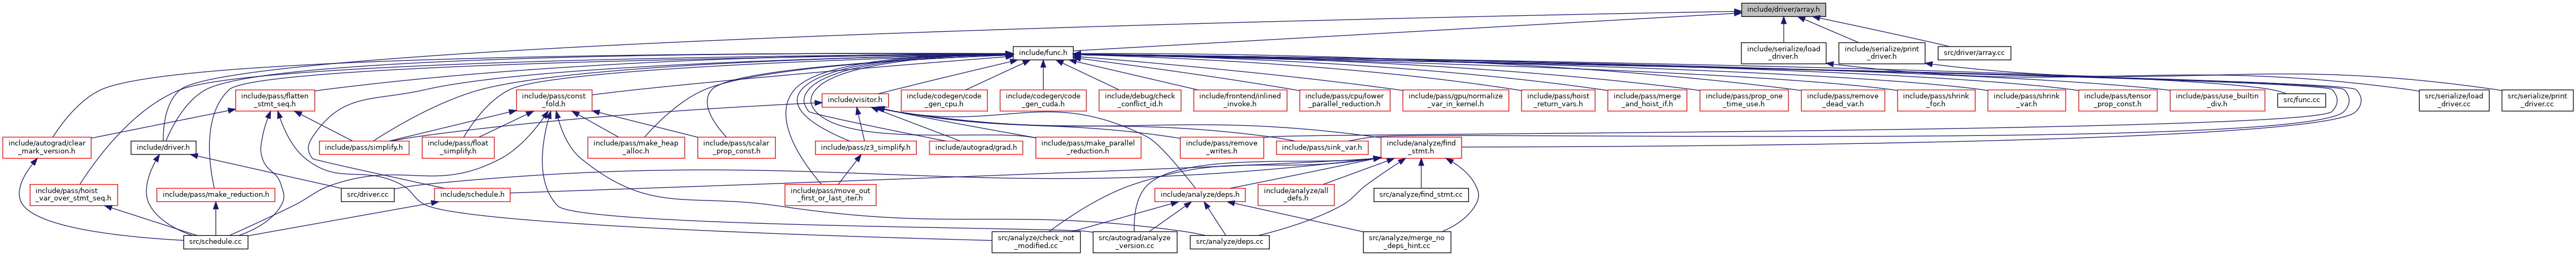 include/driver/array.h
include/func.h
include/serialize/load
_driver.h
include/serialize/print
_driver.h
src/driver/array.cc
include/pass/flatten
_stmt_seq.h
include/pass/const
_fold.h
include/visitor.h
include/codegen/code
_gen_cpu.h
include/codegen/code
_gen_cuda.h
include/debug/check
_conflict_id.h
include/frontend/inlined
_invoke.h
include/pass/cpu/lower
_parallel_reduction.h
include/pass/gpu/normalize
_var_in_kernel.h
include/pass/hoist
_return_vars.h
include/pass/merge
_and_hoist_if.h
include/pass/prop_one
_time_use.h
include/pass/remove
_dead_var.h
include/pass/shrink
_for.h
include/pass/shrink
_var.h
include/pass/tensor
_prop_const.h
include/pass/use_builtin
_div.h
src/func.cc
src/serialize/load
_driver.cc
src/serialize/print
_driver.cc
include/autograd/clear
_mark_version.h
include/driver.h
include/pass/simplify.h
include/pass/float
_simplify.h
include/pass/make_heap
_alloc.h
include/pass/scalar
_prop_const.h
include/pass/z3_simplify.h
include/autograd/grad.h
include/pass/make_parallel
_reduction.h
include/pass/remove
_writes.h
include/pass/sink_var.h
include/analyze/find
_stmt.h
include/pass/hoist
_var_over_stmt_seq.h
include/pass/make_reduction.h
src/driver.cc
include/schedule.h
include/pass/move_out
_first_or_last_iter.h
include/analyze/deps.h
include/analyze/all
_defs.h
src/analyze/find_stmt.cc
src/schedule.cc
src/analyze/check_not
_modified.cc
src/autograd/analyze
_version.cc
src/analyze/deps.cc
src/analyze/merge_no
_deps_hint.cc